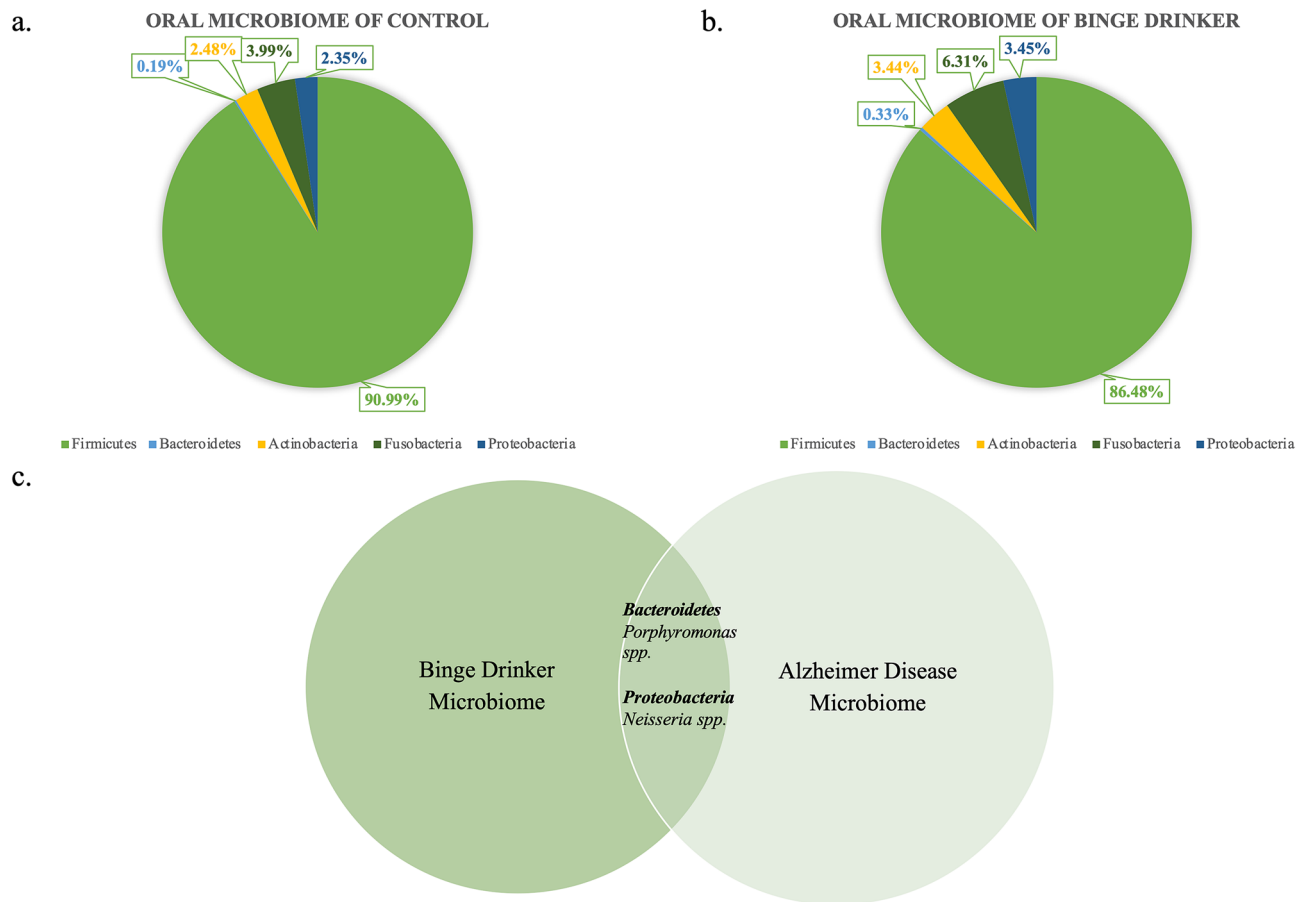 a.
ORAL MICROBIOME OF CONTROL
0.19%
2.48%
3.99%
2.35%
90.99%
Firmicutes Bacteroidetes Actinobacteria Fusobacteria Proteobacteria
b.
ORAL MICROBIOME OF BINGE DRINKER
0.33%
3.44%
6.31%
3.45%
86.48%
Firmicutes Bacteroidetes Actinobacteria Fusobacteria Proteobacteria
c.
Binge Drinker
Microbiome
Bacteroidetes
Porphyromonas
spp.
Proteobacteria
Neisseria spp.
Alzheimer Disease
Microbiome